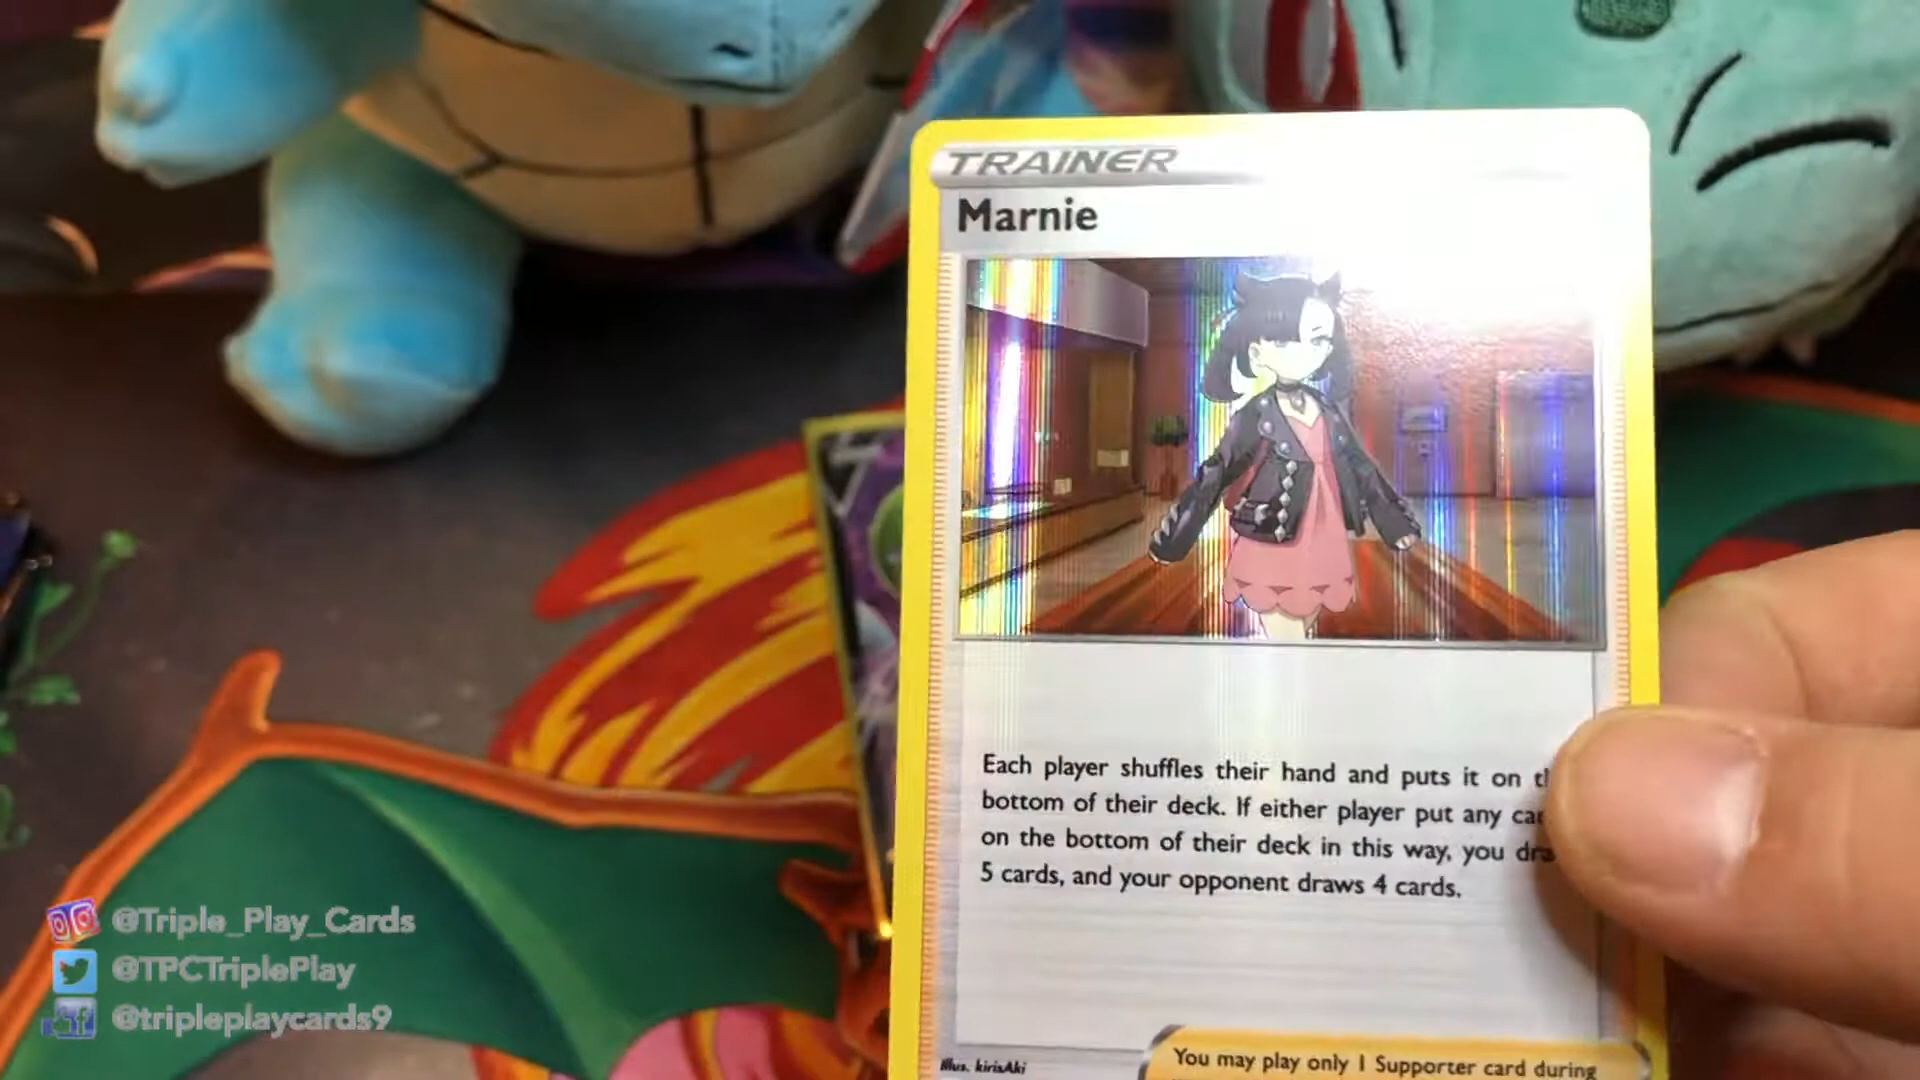 TRAINER
Marnie
Each player shuffles their hand and puts it on
bottom of their deck. If either player put any
on the bottom of their deck in this way, you
5 cards, and your opponent draws 4 cards.
Illus. kirisAki
You may play only 1 Supporter card during
@Triple_Play_Cards
@TPCTriplePlay
@tripleplaycards9